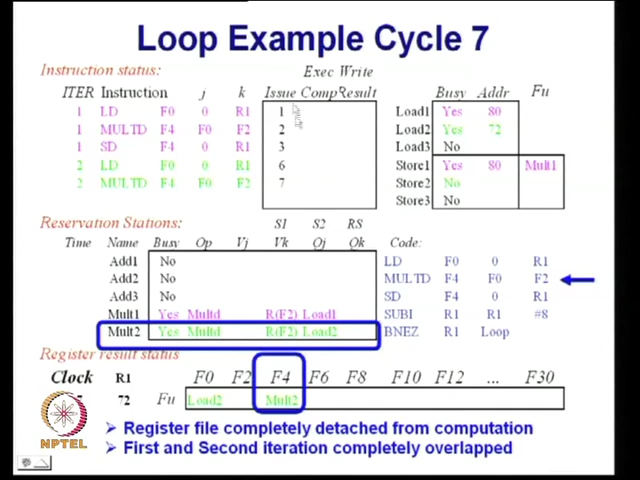 Loop Example Cycle 7
Instruction status:
Exec Write
ITER Instruction j k Issue Comp Result Busy Addr Fu
1 LD F0 0 R1 1 Load1 Yes 80
1 MULTD F4 F0 F2 2 Load2 Yes 72
1 SD F4 0 R1 3 Load3 No
2 LD F0 0 R1 6 Store1 Yes 80 Mult1
2 MULTD F4 F0 F2 7 Store2 No
Store3 No
Reservation Stations: S1 S2 RS
Time Name Busy Op Vj Vk Qj Qk Code:
Add1 No LD F0 0 R1
Add2 No MULTD F4 F0 F2
Add3 No SD F4 0 R1
Mult1 Yes Multd R(F2) Load1 SUBI R1 R1 #8
Mult2 Yes Multd R(F2) Load2 BNEZ R1 Loop
Register result status
Clock R1 F0 F2 F4 F6 F8 F10 F12 ... F30
72 Fu Load2 Mult2
Register file completely detached from computation
First and Second iteration completely overlapped
NPTEL